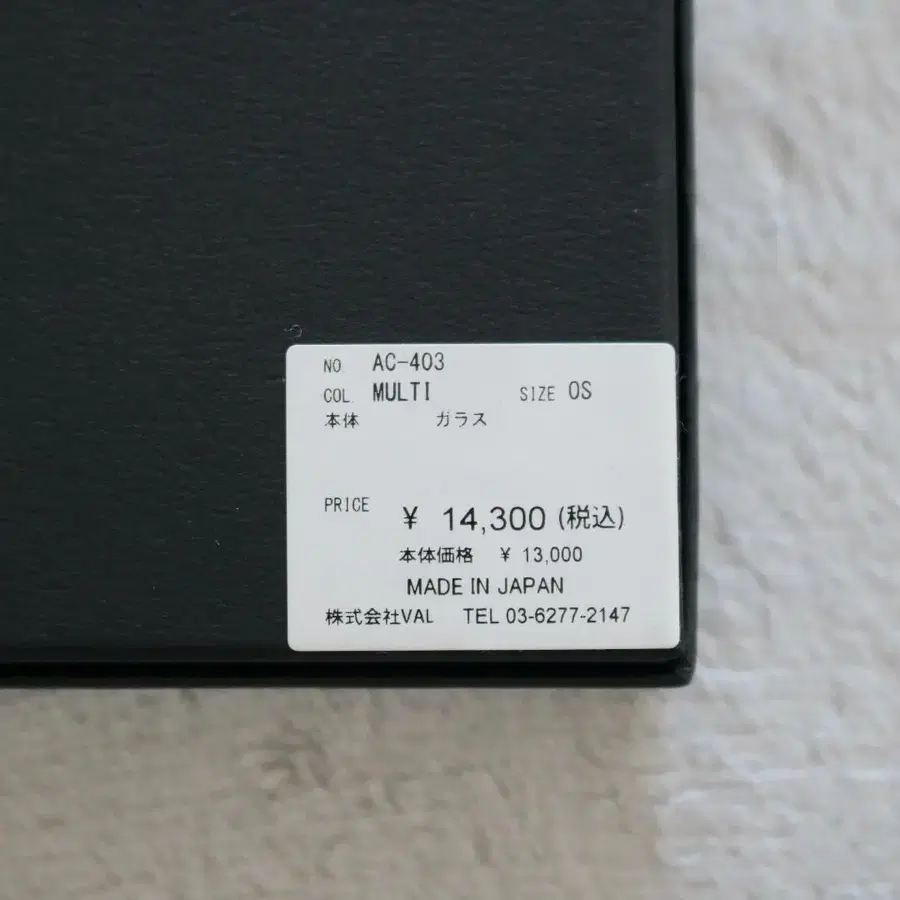 NO AC-403
COL MULTI SIZE OS
本体 ガラス
PRICE ¥ 14,300 (税込)
本体価格 ¥ 13,000
MADE IN JAPAN
株式会社VAL TEL 03-6277-2147